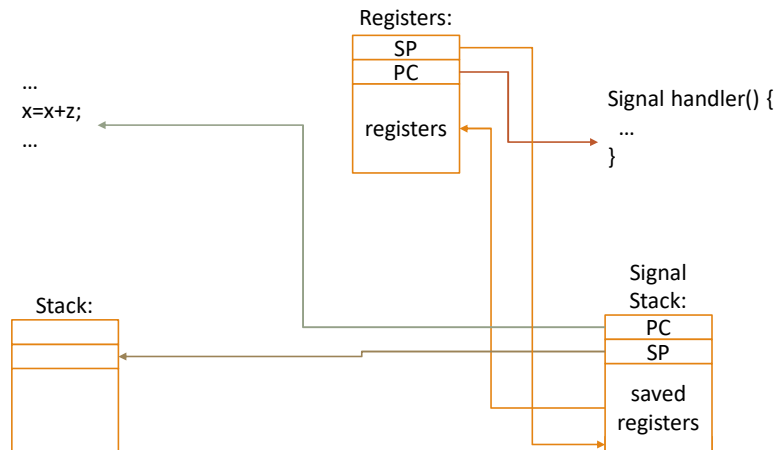 Registers:
SP
PC
registers
...
x=x+z;
...
Signal handler() {
...
}
Stack:
Signal
Stack:
PC
SP
saved
registers